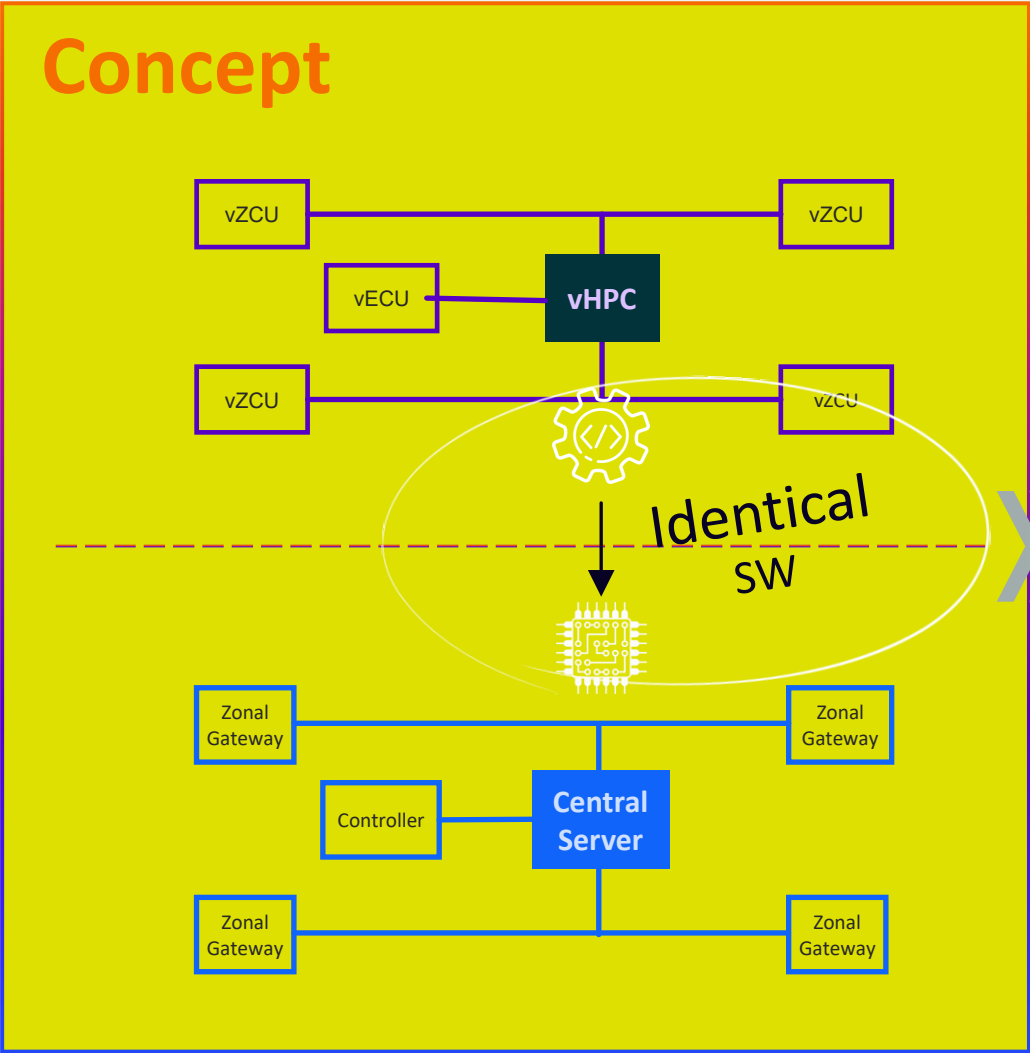 Concept
vZCU
vZCU
vECU
vHPC
vZCU
vZCU
</>
Identical
SW
Zonal
Gateway
Zonal
Gateway
Controller
Central
Server
Zonal
Gateway
Zonal
Gateway